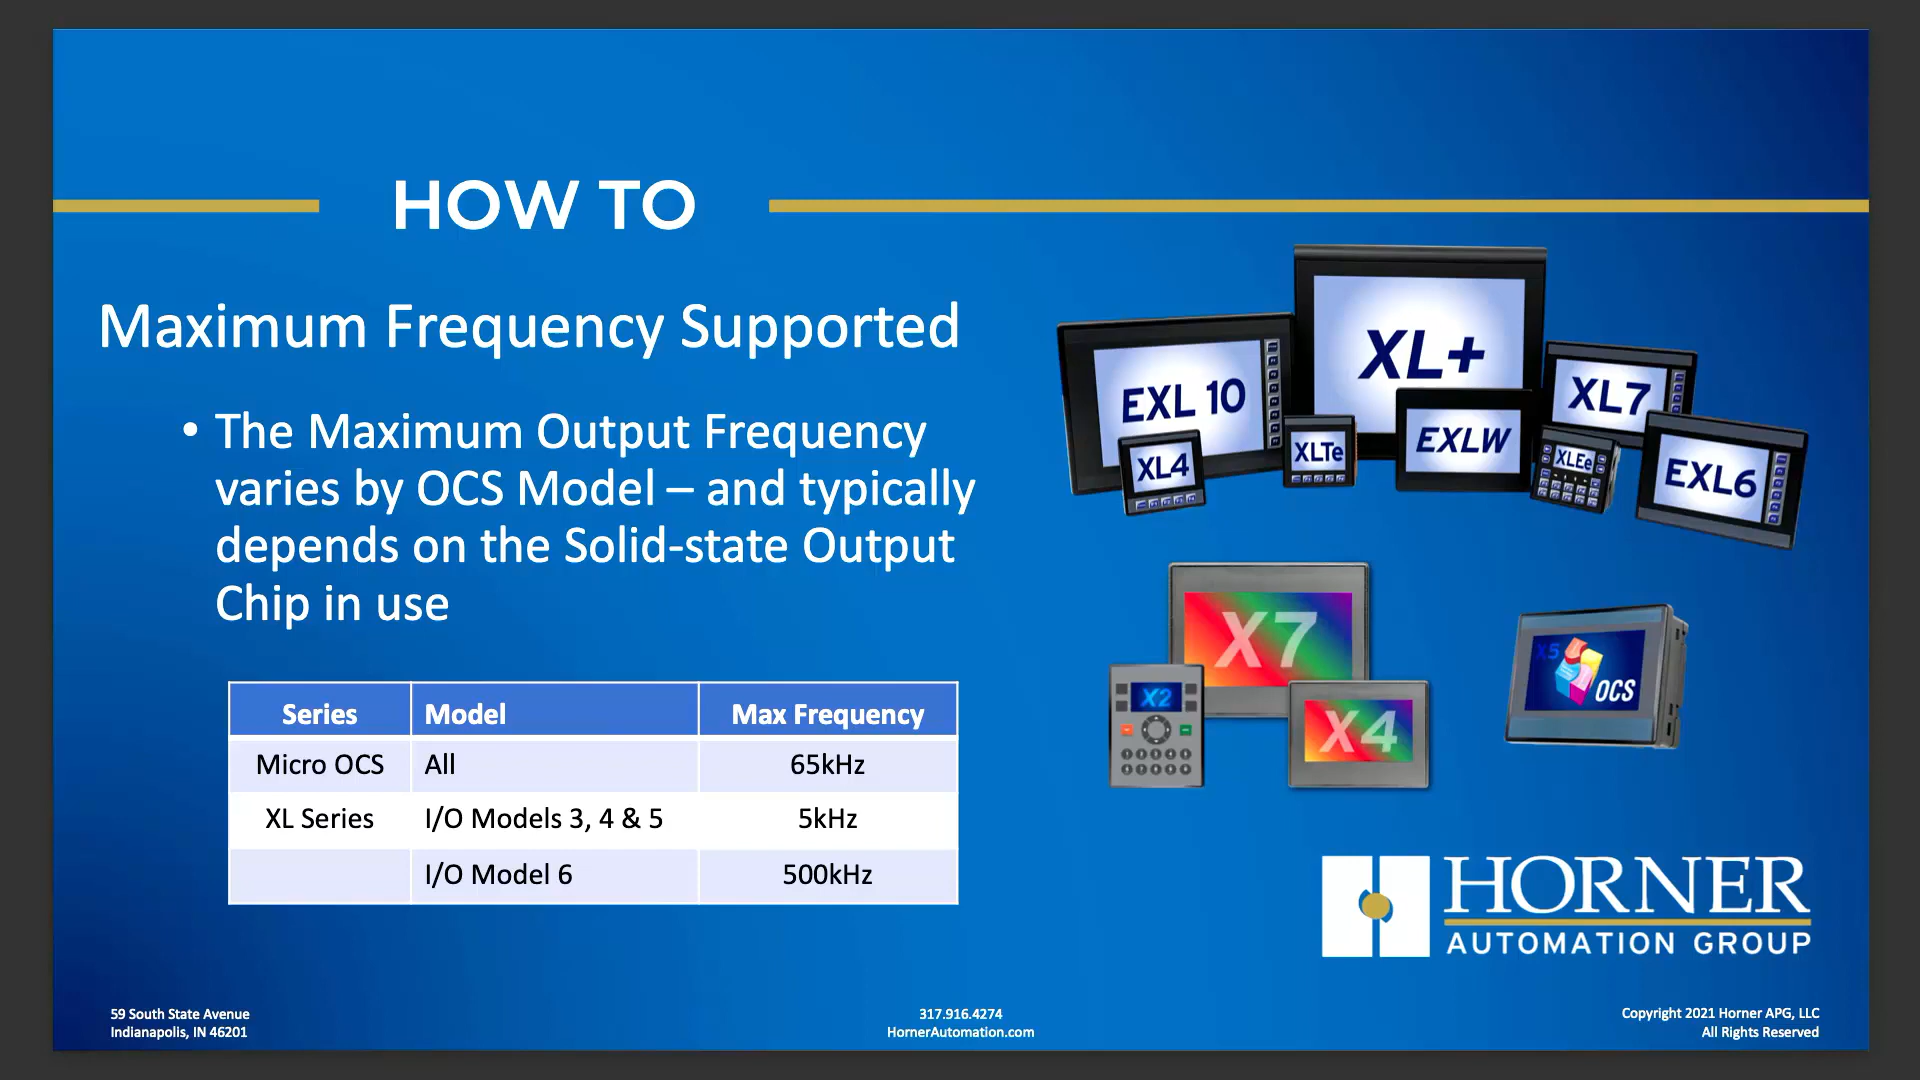 HOW TO
Maximum Frequency Supported
• The Maximum Output Frequency
varies by OCS Model – and typically
depends on the Solid-state Output
Chip in use
Series Model Max Frequency
Micro OCS All 65kHz
XL Series I/O Models 3, 4 & 5 5kHz
I/O Model 6 500kHz
XL+
EXL 10
XL7
XL4
XLTe
EXLW
XLEe
EXL6
X7
X2
X4
X5
OCS
HORNER
AUTOMATION GROUP
59 South State Avenue
Indianapolis, IN 46201
317.916.4274
HornerAutomation.com
Copyright 2021 Horner APG, LLC
All Rights Reserved